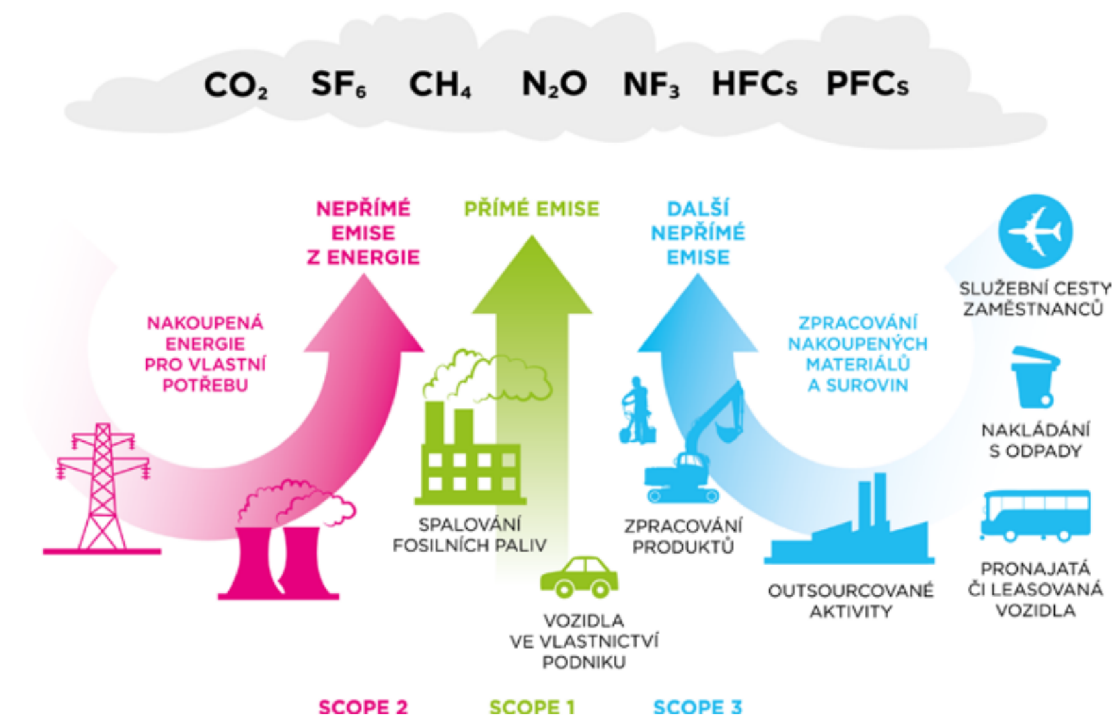 CO₂ SF₆ CH₄ N₂O NF₃ HFCs PFCs
NEPŘÍMÉ
EMISE
Z ENERGIE
PŘÍMÉ EMISE
DALŠÍ
NEPŘÍMÉ
EMISE
NAKOUPENÁ
ENERGIE
PRO VLASTNÍ
POTŘEBU
ZPRACOVÁNÍ
NAKOUPENÝCH
MATERIÁLŮ
A SUROVIN
SLUŽEBNÍ CESTY
ZAMĚSTNANCŮ
NAKLÁDÁNÍ
S ODPADY
SPALOVÁNÍ
FOSILNÍCH PALIV
ZPRACOVÁNÍ
PRODUKTŮ
OUTSOURCOVANÉ
AKTIVITY
PRONAJATÁ
ČI LEASOVANÁ
VOZIDLA
VOZIDLA
VE VLASTNICTVÍ
PODNIKU
SCOPE 2
SCOPE 1
SCOPE 3